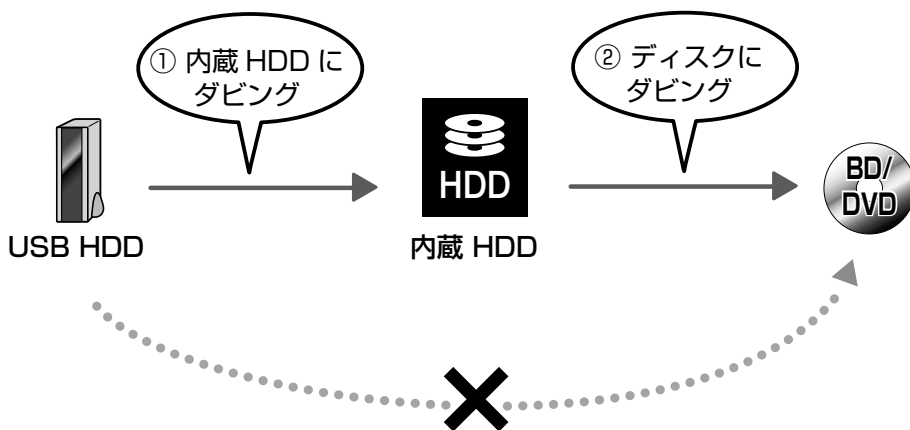 ① 内蔵 HDD に
ダビング
② ディスクに
ダビング
HDD
BD/
DVD
USB HDD
内蔵 HDD